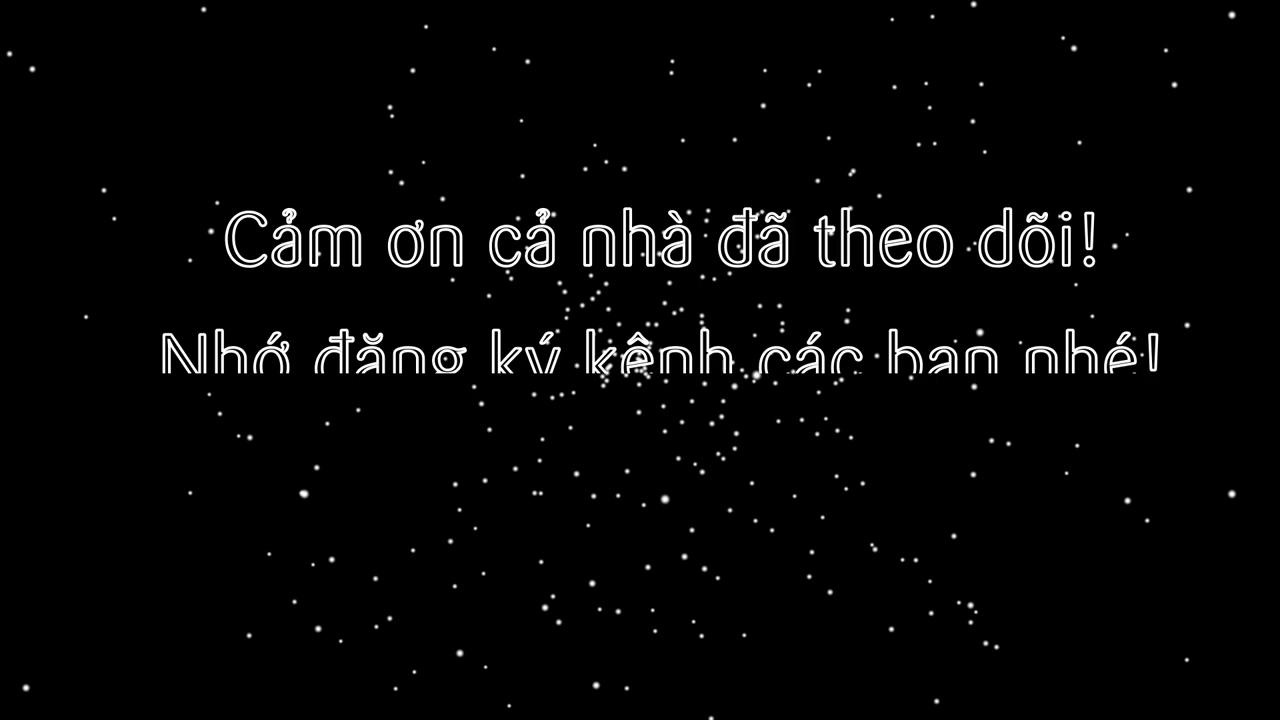 Cảm ơn cả nhà đã theo dõi!
Nhớ đăng ký kênh các bạn nhé!